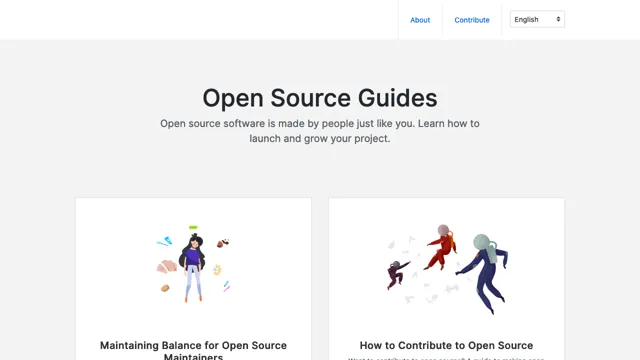 About
Contribute
English
Open Source Guides
Open source software is made by people just like you. Learn how to
launch and grow your project.
Maintaining Balance for Open Source
Maintainers
How to Contribute to Open Source